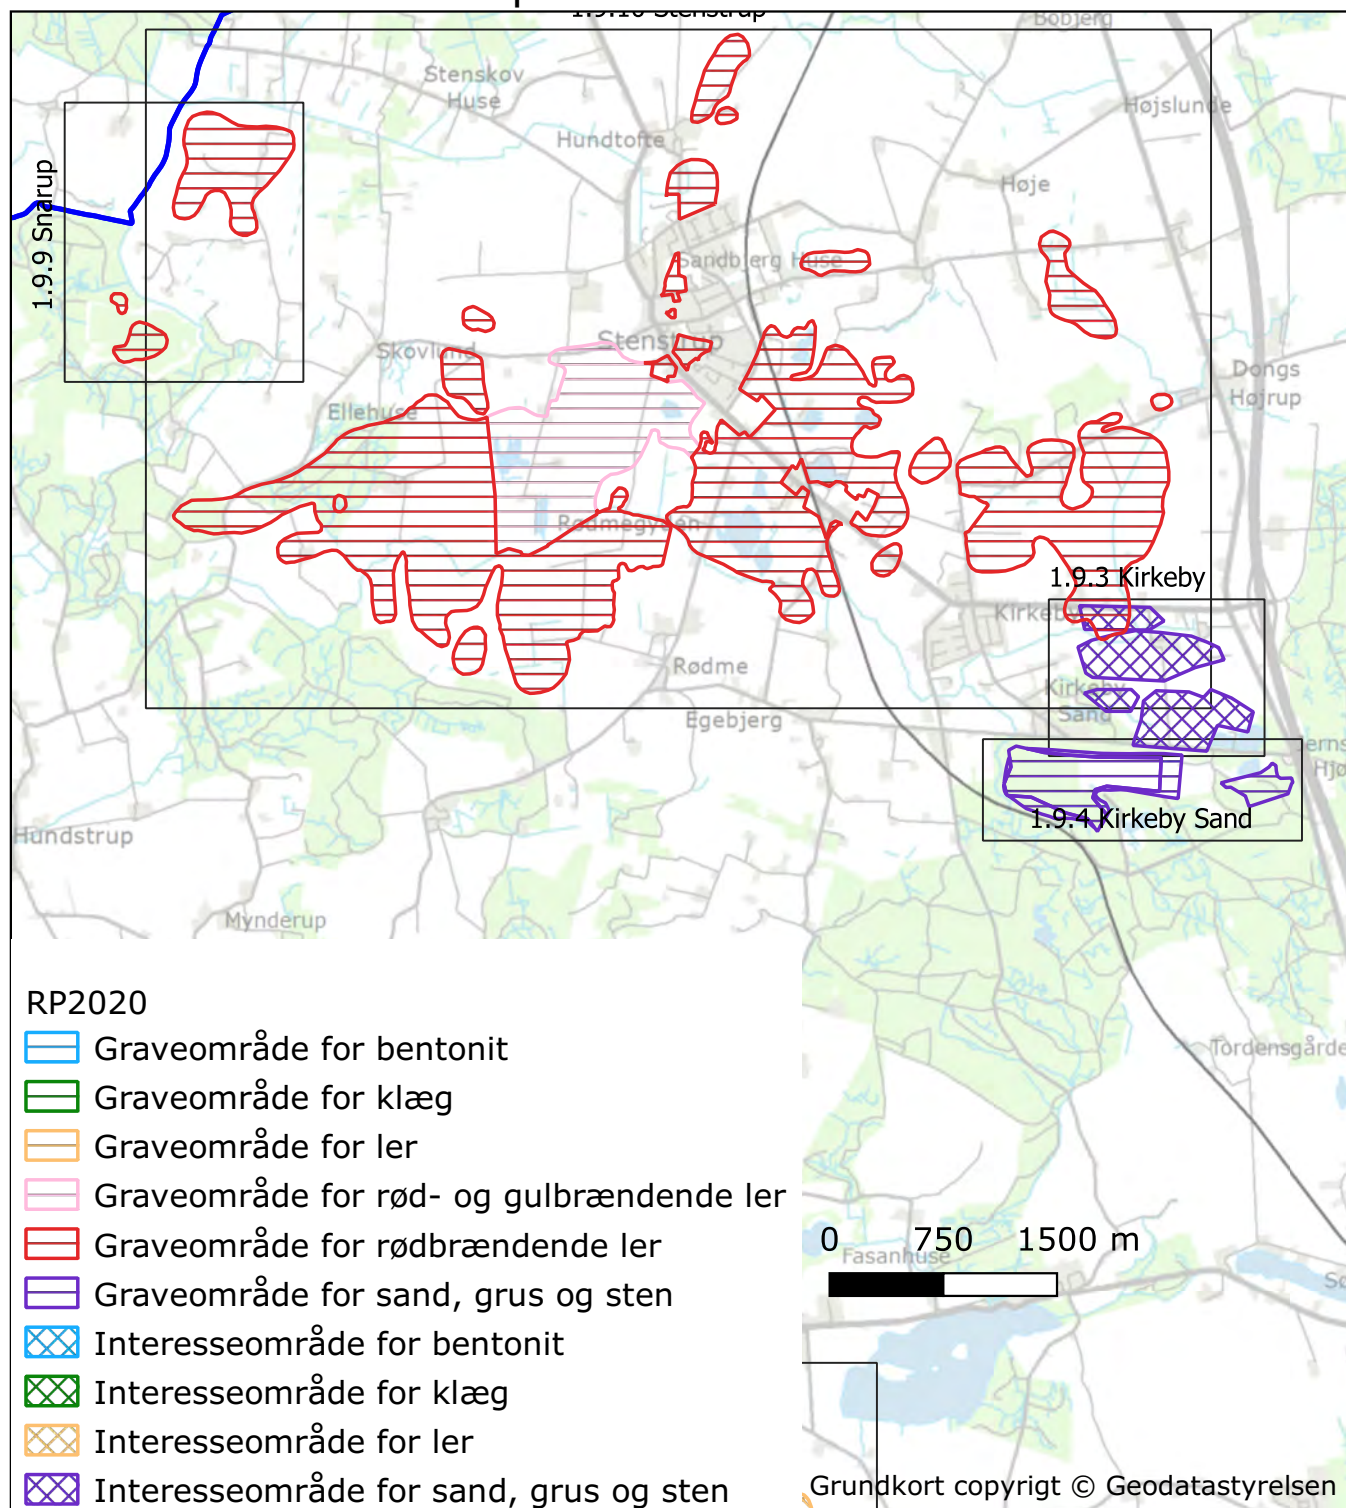 1.9.10 Stenstrup
Bobjerg
Stenskov
Huse
Højslunde
Hundtofte
Høje
1.9.9 Snarup
Sandbjerg Huse
Stenstrup
Skovlund
Dongs
Højrup
Ellehuse
Rødmegyden
1.9.3 Kirkeby
Kirkeby
Rødme
Kirkeby
Sand
Egebjerg
1.9.4 Kirkeby Sand
Hundstrup
Mynderup
RP2020
Graveområde for bentonit
Graveområde for klæg
Graveområde for ler
Graveområde for rød- og gulbrændende ler
Graveområde for rødbrændende ler
Graveområde for sand, grus og sten
Interesseområde for bentonit
Interesseområde for klæg
Interesseområde for ler
Interesseområde for sand, grus og sten
Tordensgårde
0 750 1500 m
Fasanhuse
Grundkort copyrigt © Geodatastyrelsen